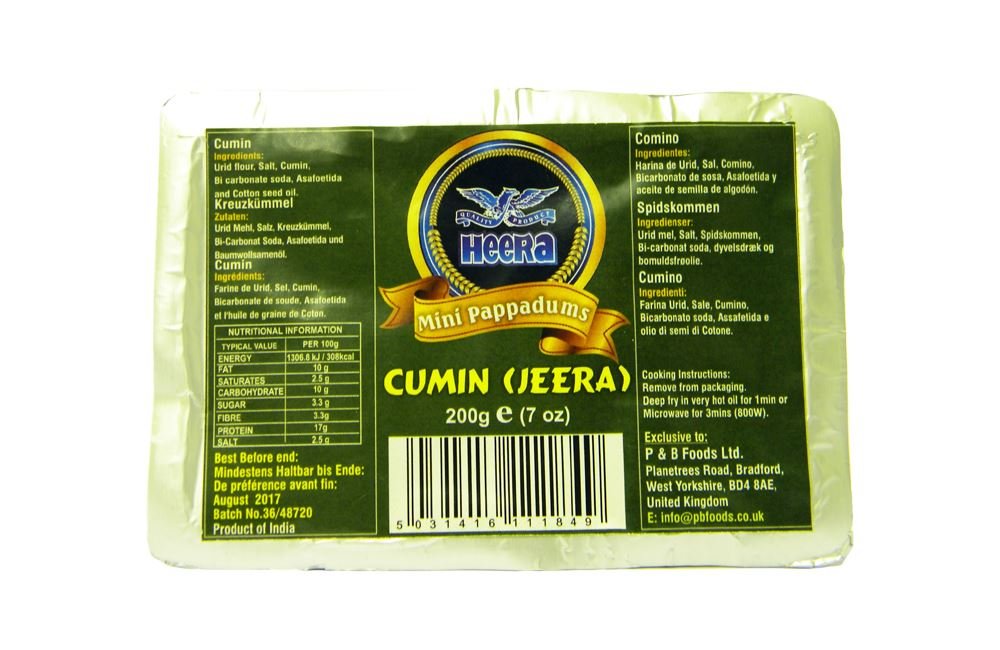 Cumin
Ingredients:
Urid flour, Salt, Cumin,
Bi carbonate soda, Asafoetida
and Cotton seed oil.
Kreuzkümmel
Zutaten:
Urid Mehl, Salz, Kreuzkümmel,
Bi-Carbonat Soda, Asafoetida und
Baumwollsamenöl.
Cumin
Ingrédients:
Farine de Urid, Sel, Cumin,
Bicarbonate de soude, Asafoetida
et l'huile de graine de Coton.
NUTRITIONAL INFORMATION
TYPICAL VALUE PER 100g
ENERGY 1306.8 kJ / 308kcal
FAT 10 g
SATURATES 2.5 g
CARBOHYDRATE 10 g
SUGAR 3.3 g
FIBRE 3.3g
PROTEIN 17g
SALT 2.5 g
Best Before end:
Mindestens Haltbar bis Ende:
De préférence avant fin:
August 2017
Batch No.36/48720
Product of India
QUALITY PRODUCT
HEERA
Mini Pappadums
CUMIN (JEERA)
200g e (7 oz)
5 031416 111849
Comino
Ingredientes:
Harina de Urid, Sal, Comino,
Bicarbonato de sosa, Asafoetida y
aceite de semilla de algodón.
Spidskommen
Ingredienser:
Urid mel, Salt, Spidskommen,
Bi-carbonat soda, dyvelsdræk og
bomuldsfrøolie.
Cumino
Ingredienti:
Farina Urid, Sale, Cumino,
Bicarbonato soda, Assafetida e
olio di semi di Cotone.
Cooking Instructions:
Remove from packaging.
Deep fry in very hot oil for 1min or
Microwave for 3mins (800W).
Exclusive to:
P & B Foods Ltd.
Planetrees Road, Bradford,
West Yorkshire, BD4 8AE,
United Kingdom
E: info@pbfoods.co.uk